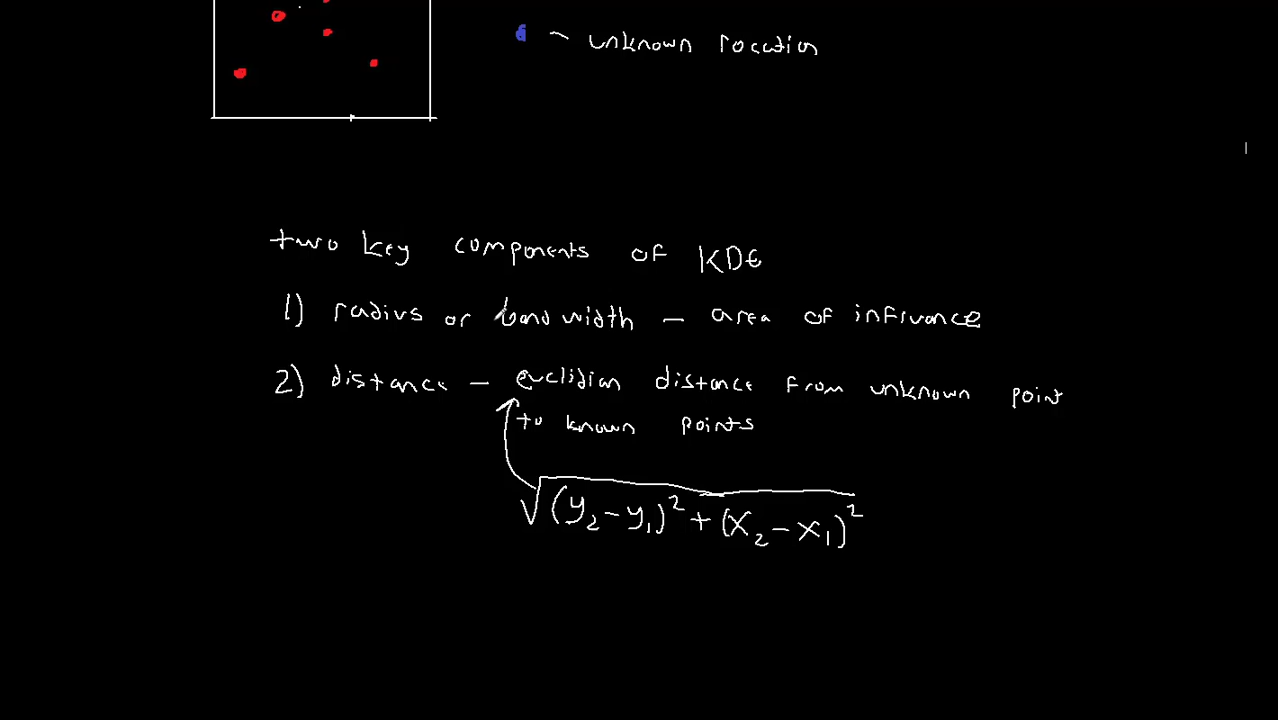 ~ unknown location
two key components of KDE
1) radius or bandwidth - area of infruance
2) distance - euclidian distance from unknown point
to known points
√(y₂-y₁)² + (x₂-x₁)²